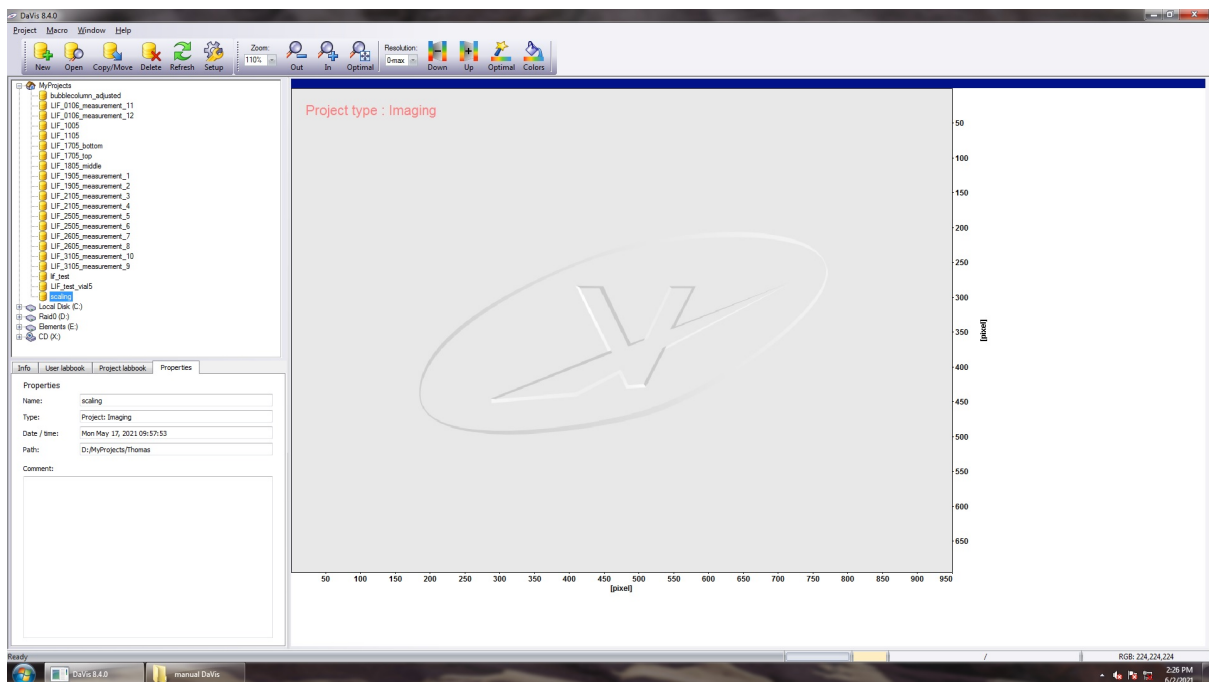 DaVis 8.4.0
Project Macro Window Help
New Open Copy/Move Delete Refresh Setup Zoom: 110% Out In Optimal Resolution: 0-max Down Up Optimal Colors
MyProjects
bubblecolumn_adjusted
LIF_0106_measurement_11
LIF_0106_measurement_12
LIF_1005
LIF_1105
LIF_1705_bottom
LIF_1705_top
LIF_1805_middle
LIF_1905_measurement_1
LIF_1905_measurement_2
LIF_2105_measurement_3
LIF_2105_measurement_4
LIF_2505_measurement_5
LIF_2505_measurement_6
LIF_2605_measurement_7
LIF_2605_measurement_8
LIF_3105_measurement_10
LIF_3105_measurement_9
lif_test
LIF_test_vial5
scaling
Local Disk (C:)
Raid0 (D:)
Elements (E:)
CD (X:)
Info User labbook Project labbook Properties
Properties
Name: scaling
Type: Project: Imaging
Date / time: Mon May 17, 2021 09:57:53
Path: D:/MyProjects/Thomas
Comment:
Project type : Imaging
50
100
150
200
250
300
350 [pixel]
400
450
500
550
600
650
50 100 150 200 250 300 350 400 450 500 550 600 650 700 750 800 850 900 950
[pixel]
Ready / RGB: 224,224,224
DaVis 8.4.0 manual DaVis 2:26 PM
6/2/2021